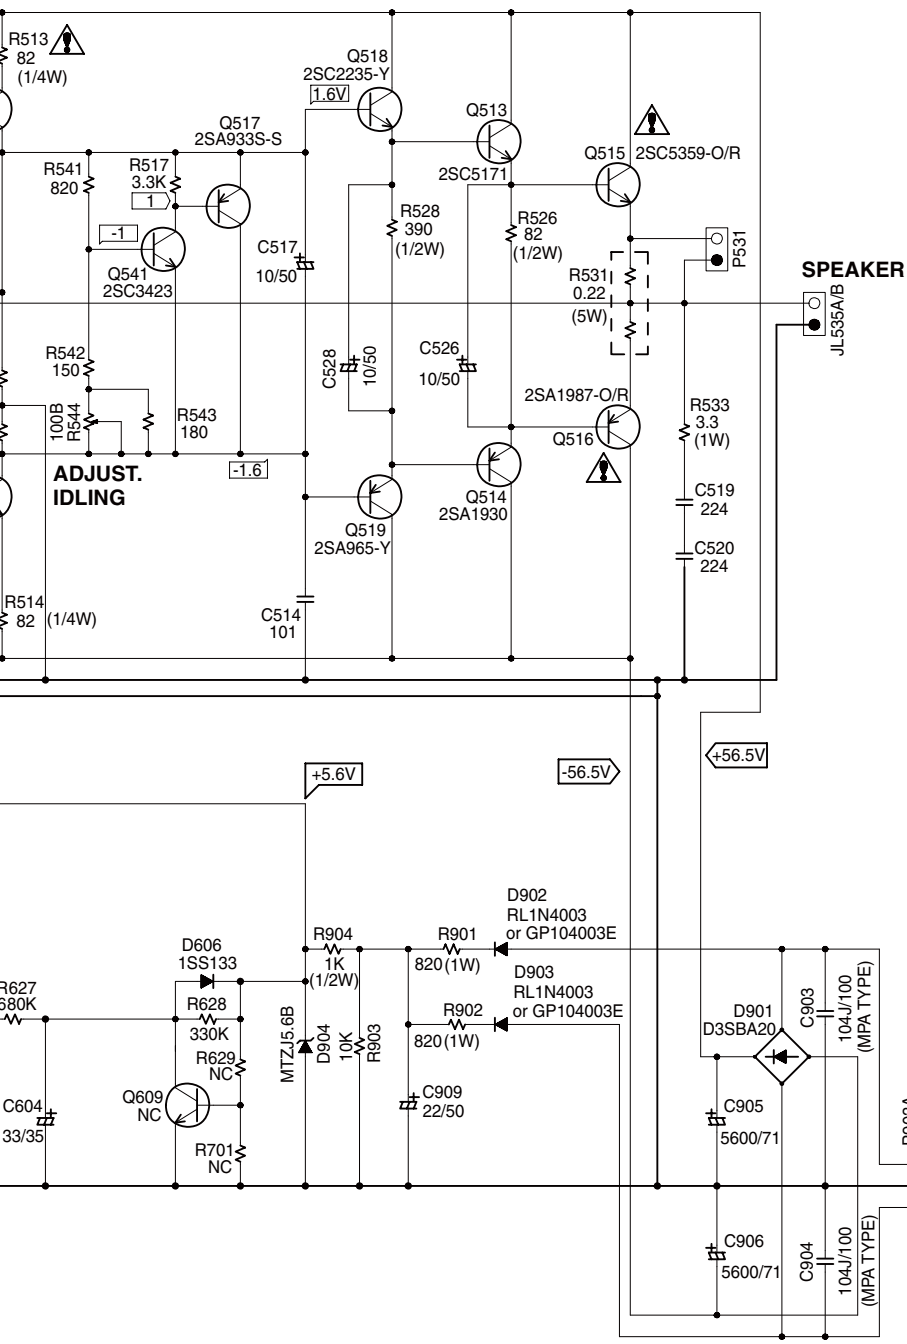 R513
82
(1/4W)
Q518
2SC2235-Y
1.6V
Q517
2SA933S-S
Q513
2SC5171
Q515
2SC5359-O/R
R541
820
R517
3.3K
1
-1
Q541
2SC3423
C517
10/50
R528
390
(1/2W)
R526
82
(1/2W)
P531
R531
0.22
(5W)
SPEAKER
JL535A/B
R542
150
100B
R544
R543
180
C528
10/50
C526
10/50
2SA1987-O/R
Q516
R533
3.3
(1W)
ADJUST.
IDLING
-1.6
Q519
2SA965-Y
Q514
2SA1930
C519
224
C520
224
R514
82
(1/4W)
C514
101
+5.6V
-56.5V
+56.5V
D902
RL1N4003
or GP104003E
D903
RL1N4003
or GP104003E
R904
1K
(1/2W)
R901
820(1W)
R902
820(1W)
D606
1SS133
R627
680K
R628
330K
R629
NC
Q609
NC
R701
NC
C604
33/35
MTZJ5.6B
D904
10K
R903
C909
22/50
D901
D3SBA20
C903
104J/100
(MPA TYPE)
C905
5600/71
C906
5600/71
C904
104J/100
(MPA TYPE)